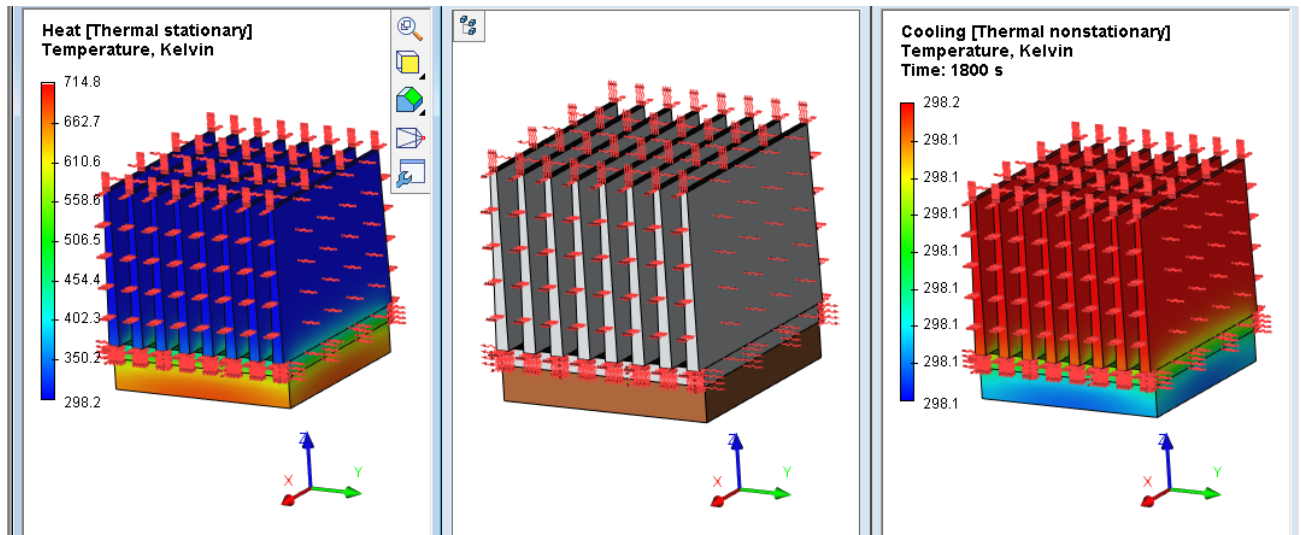 Heat [Thermal stationary]
Temperature, Kelvin
714.8
662.7
610.6
558.6
506.5
454.4
402.3
350.2
298.2
Z
X
Y
Z
X
Y
Cooling [Thermal nonstationary]
Temperature, Kelvin
Time: 1800 s
298.2
298.1
298.1
298.1
298.1
298.1
298.1
298.1
298.1
Z
X
Y